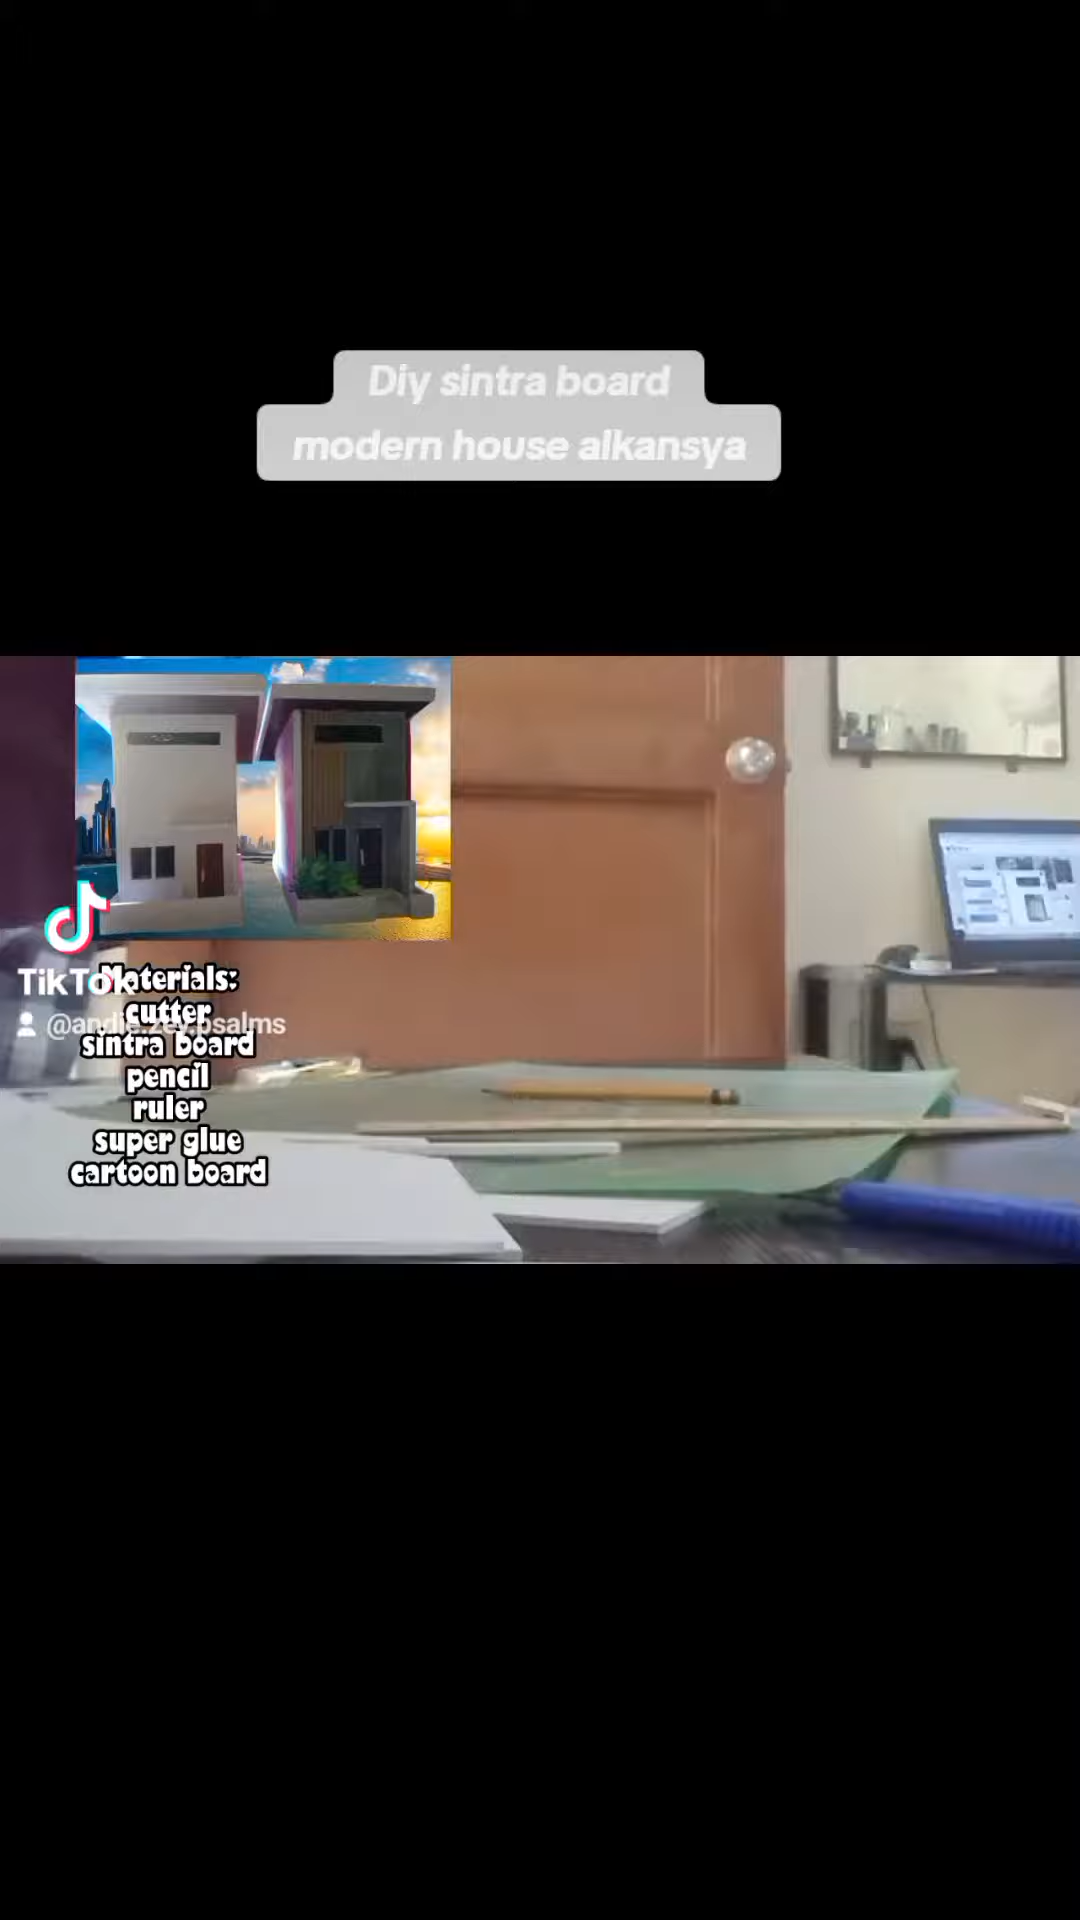 Diy sintra board
modern house alkansya
TikTok
Materials:
cutter
sintra board
pencil
ruler
super glue
cartoon board